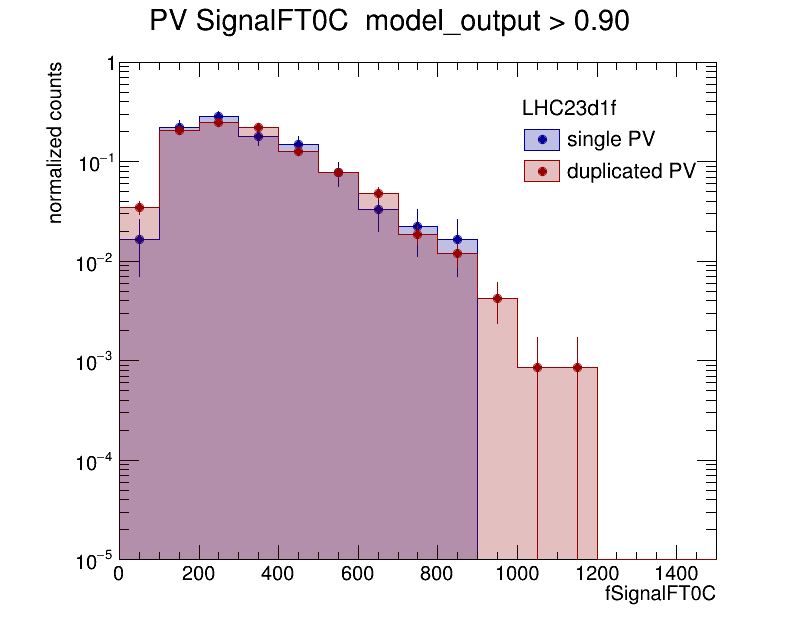 PV SignalFT0C  model_output > 0.90
normalized counts
1
10⁻¹
10⁻²
10⁻³
10⁻⁴
10⁻⁵
LHC23d1f
single PV
duplicated PV
0 200 400 600 800 1000 1200 1400
fSignalFT0C